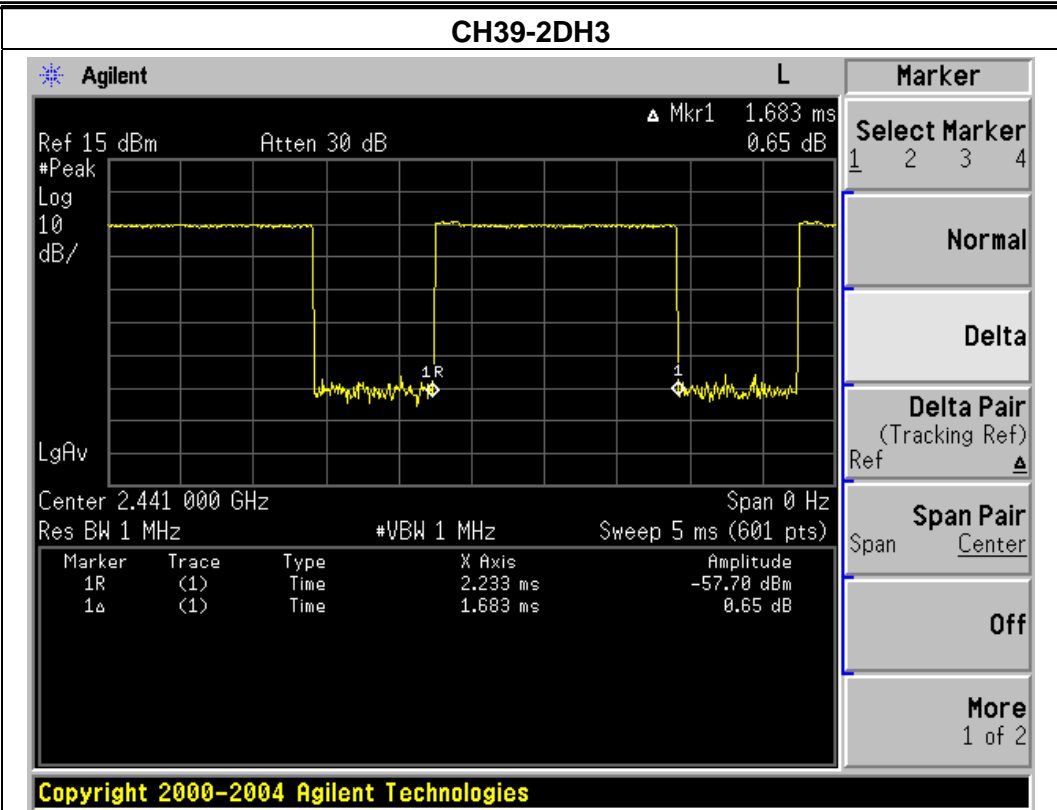 CH39-2DH3
Agilent L Marker
Δ Mkr1 1.683 ms
Ref 15 dBm Atten 30 dB 0.65 dB
#Peak
Log
10
dB/
1R 1
LgAv
Center 2.441 000 GHz Span 0 Hz
Res BW 1 MHz #VBW 1 MHz Sweep 5 ms (601 pts)
Marker Trace Type X Axis Amplitude
1R (1) Time 2.233 ms -57.70 dBm
1Δ (1) Time 1.683 ms 0.65 dB
Select Marker
1 2 3 4
Normal
Delta
Delta Pair
(Tracking Ref)
Ref Δ
Span Pair
Span Center
Off
More
1 of 2
Copyright 2000-2004 Agilent Technologies